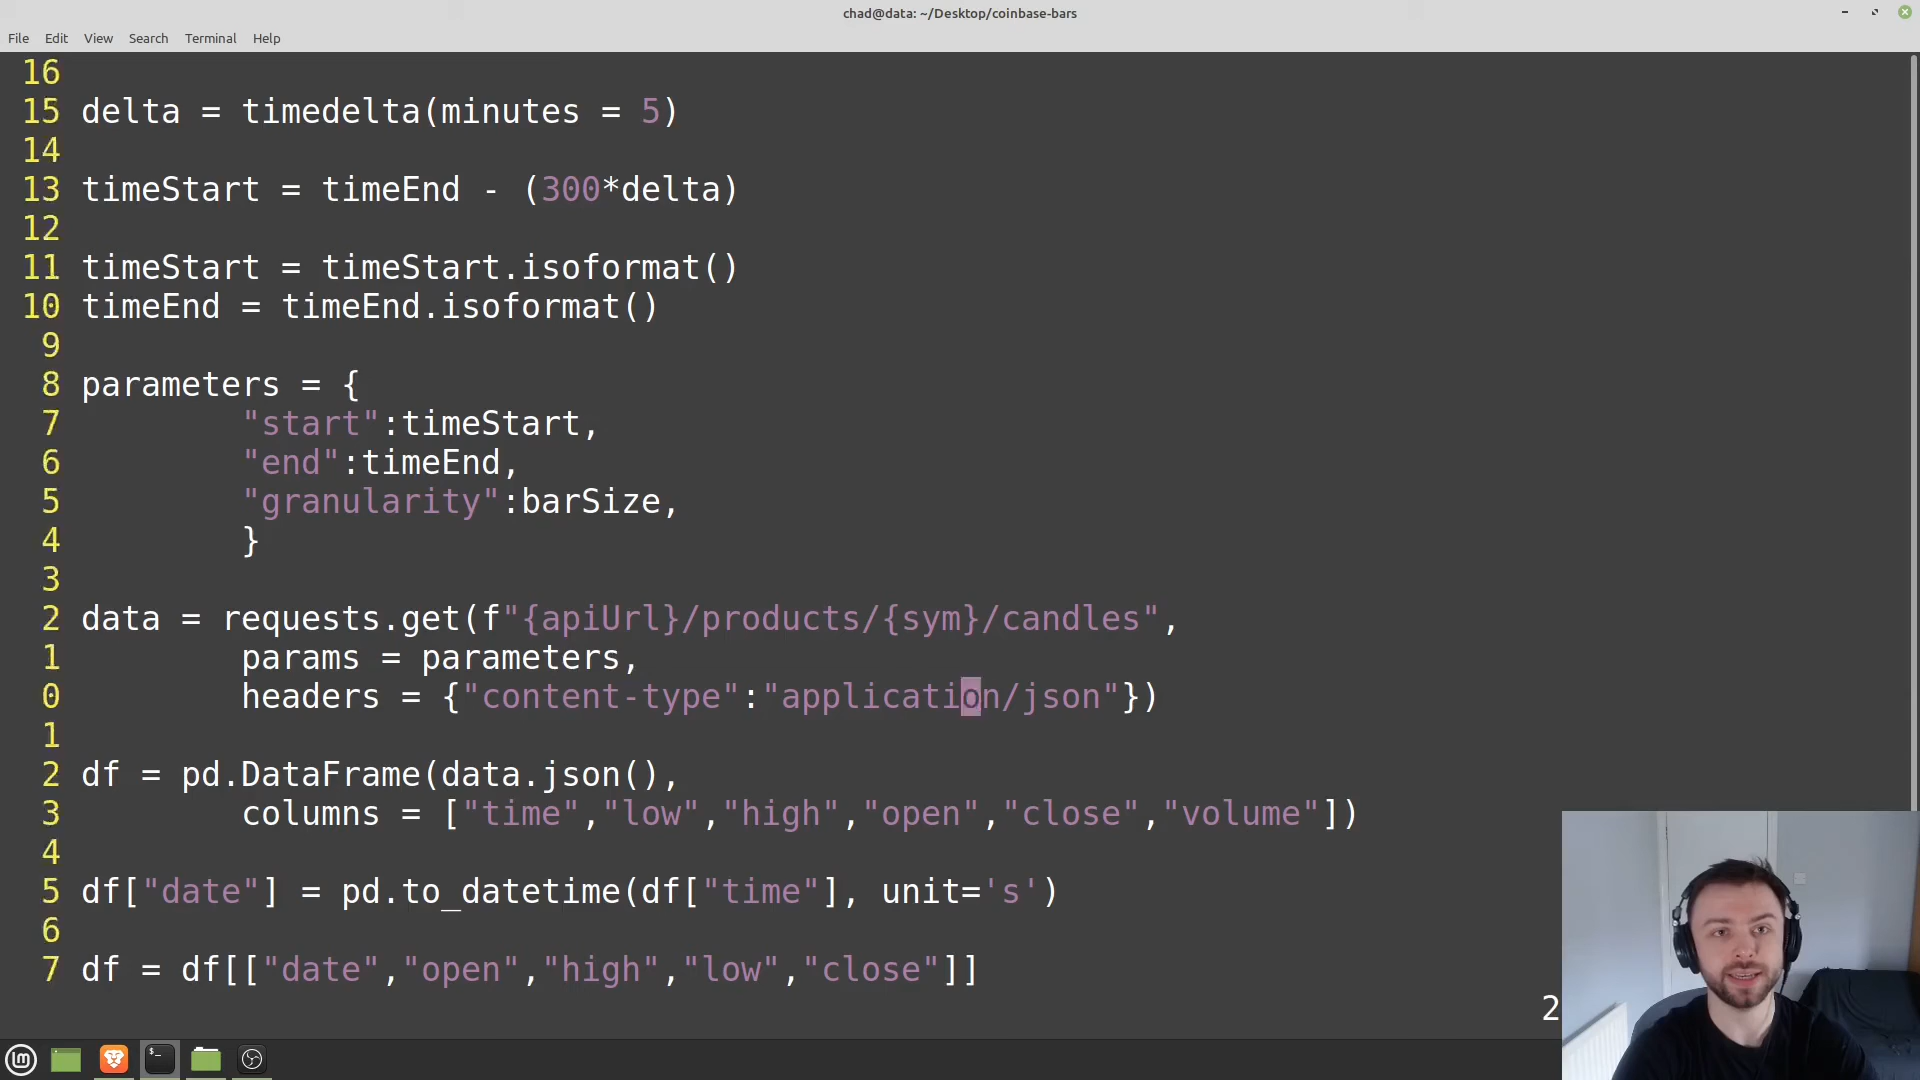 chad@data: ~/Desktop/coinbase-bars
File Edit View Search Terminal Help
16
15 delta = timedelta(minutes = 5)
14
13 timeStart = timeEnd - (300*delta)
12
11 timeStart = timeStart.isoformat()
10 timeEnd = timeEnd.isoformat()
9
8 parameters = {
7 "start":timeStart,
6 "end":timeEnd,
5 "granularity":barSize,
4 }
3
2 data = requests.get(f"{apiUrl}/products/{sym}/candles",
1 params = parameters,
0 headers = {"content-type":"application/json"})
1
2 df = pd.DataFrame(data.json(),
3 columns = ["time","low","high","open","close","volume"])
4
5 df["date"] = pd.to_datetime(df["time"], unit='s')
6
7 df = df[["date","open","high","low","close"]]
2